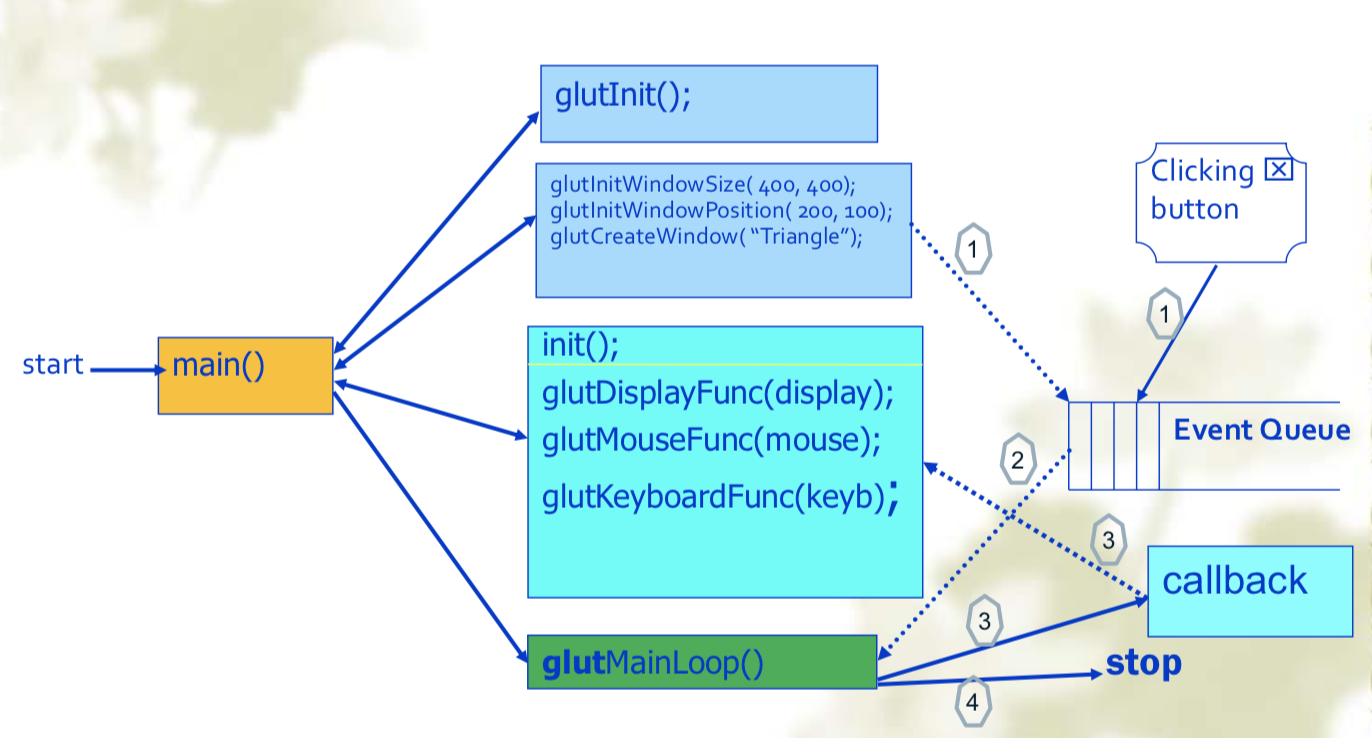 glutInit();
Clicking ☒
button
glutInitWindowSize( 400, 400);
glutInitWindowPosition( 200, 100);
glutCreateWindow( “Triangle”);
1
1
start
main()
init();
glutDisplayFunc(display);
glutMouseFunc(mouse);
glutKeyboardFunc(keyb);
Event Queue
2
3
callback
3
glutMainLoop()
stop
4